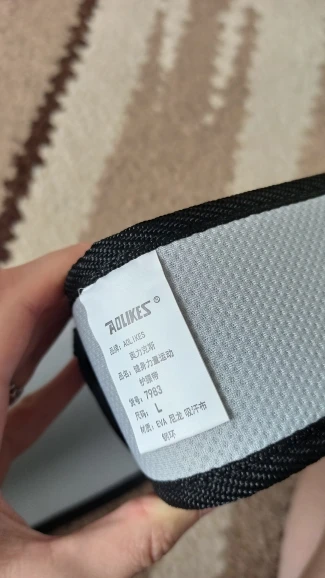 AOLIKES®
品牌: AOLIKES
奥力克斯
品名: 健身力量运动
护腰带
货号: 7983
尺码: L
材质: EVA 尼龙 吸汗布
钢环